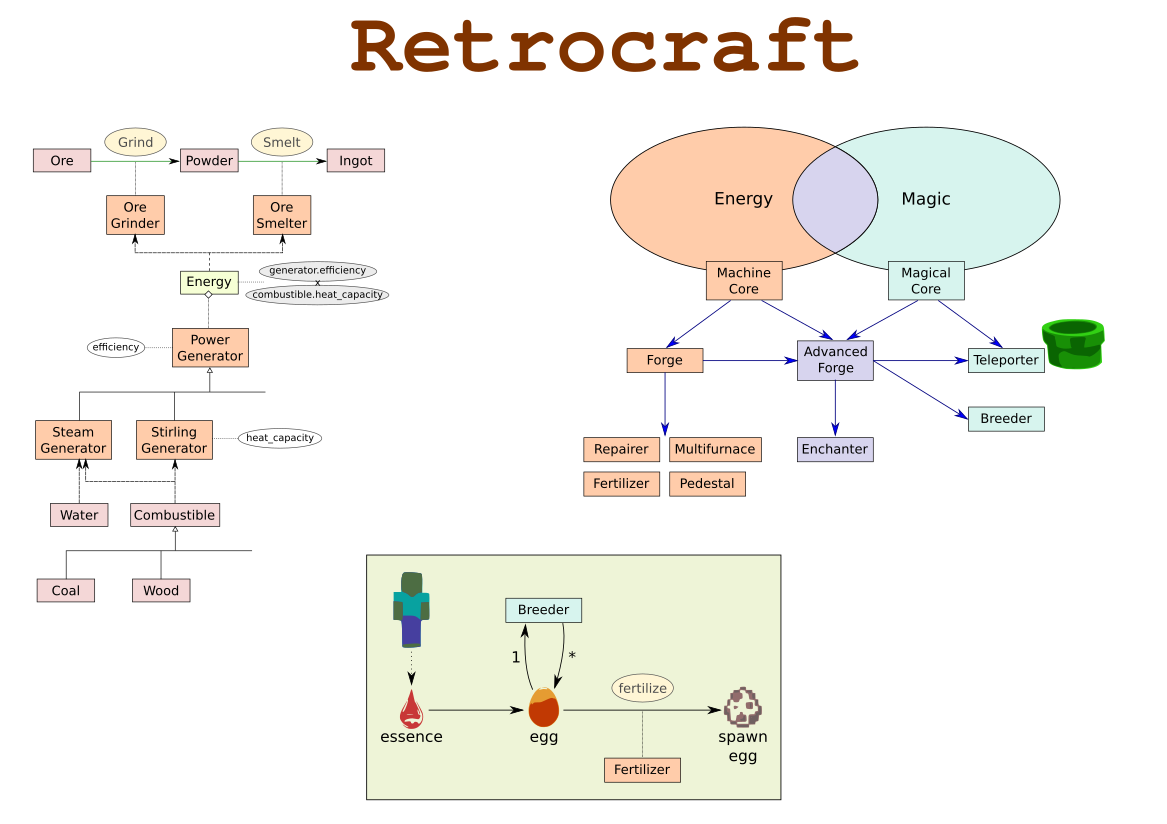 Retrocraft
Grind
Smelt
Ore
Powder
Ingot
Ore
Grinder
Ore
Smelter
Energy
generator.efficiency
x
combustible.heat_capacity
efficiency
Power
Generator
Steam
Generator
Stirling
Generator
heat_capacity
Water
Combustible
Coal
Wood
Energy
Magic
Machine
Core
Magical
Core
Forge
Advanced
Forge
Teleporter
Breeder
Repairer
Multifurnace
Enchanter
Fertilizer
Pedestal
Breeder
1
*
fertilize
essence
egg
spawn
egg
Fertilizer